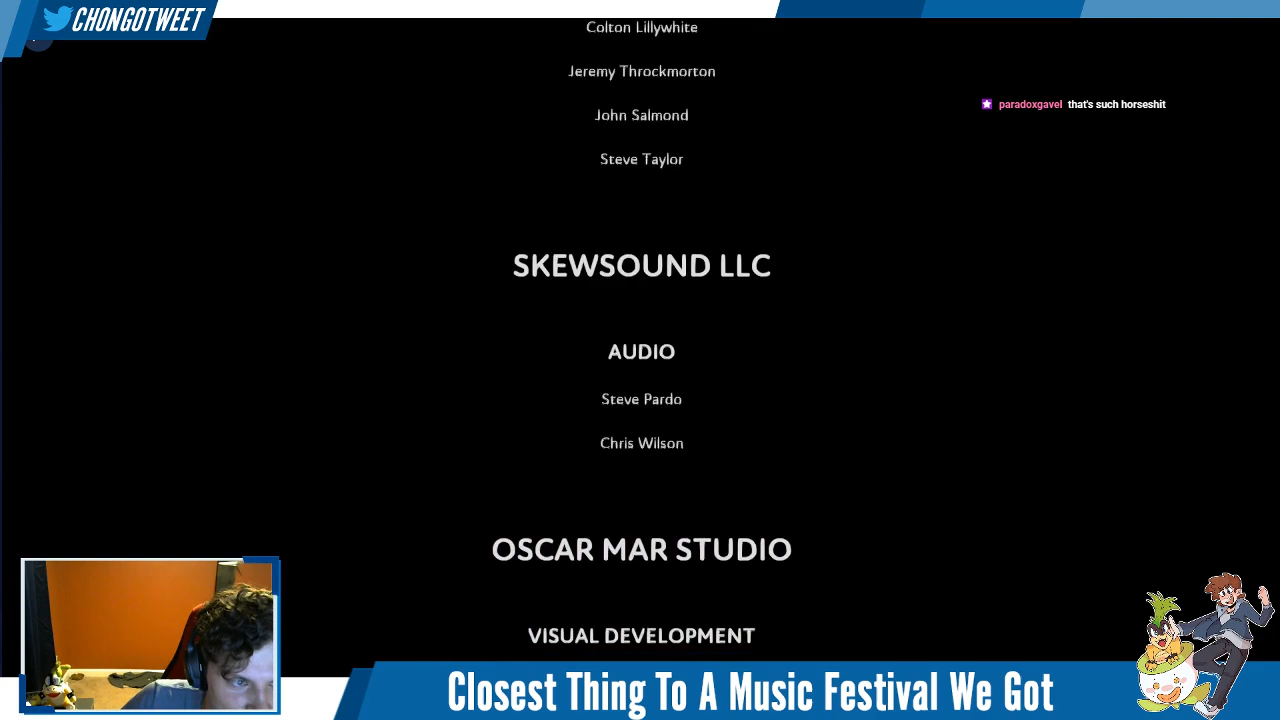 CHONGOTWEET
Colton Lillywhite
Jeremy Throckmorton
paradoxgavel that's such horseshit
John Salmond
Steve Taylor
SKEWSOUND LLC
AUDIO
Steve Pardo
Chris Wilson
OSCAR MAR STUDIO
VISUAL DEVELOPMENT
Closest Thing To A Music Festival We Got